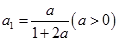 a₁ = a/(1+2a) (a > 0)